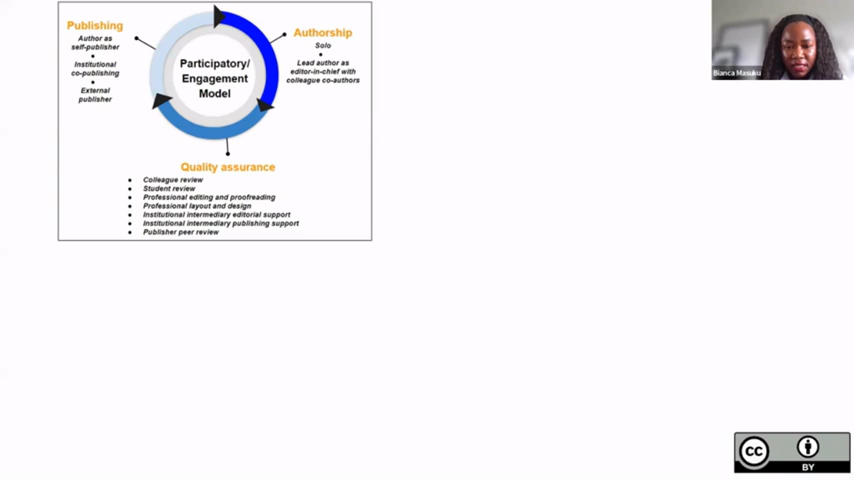 Publishing
Author as
self-publisher
•
Institutional
co-publishing
•
External
publisher
Participatory/
Engagement
Model
Authorship
Solo
•
Lead author as
editor-in-chief with
colleague co-authors
Quality assurance
• Colleague review
• Student review
• Professional editing and proofreading
• Professional layout and design
• Institutional intermediary editorial support
• Institutional intermediary publishing support
• Publisher peer review
Bianca Masuku
cc
BY